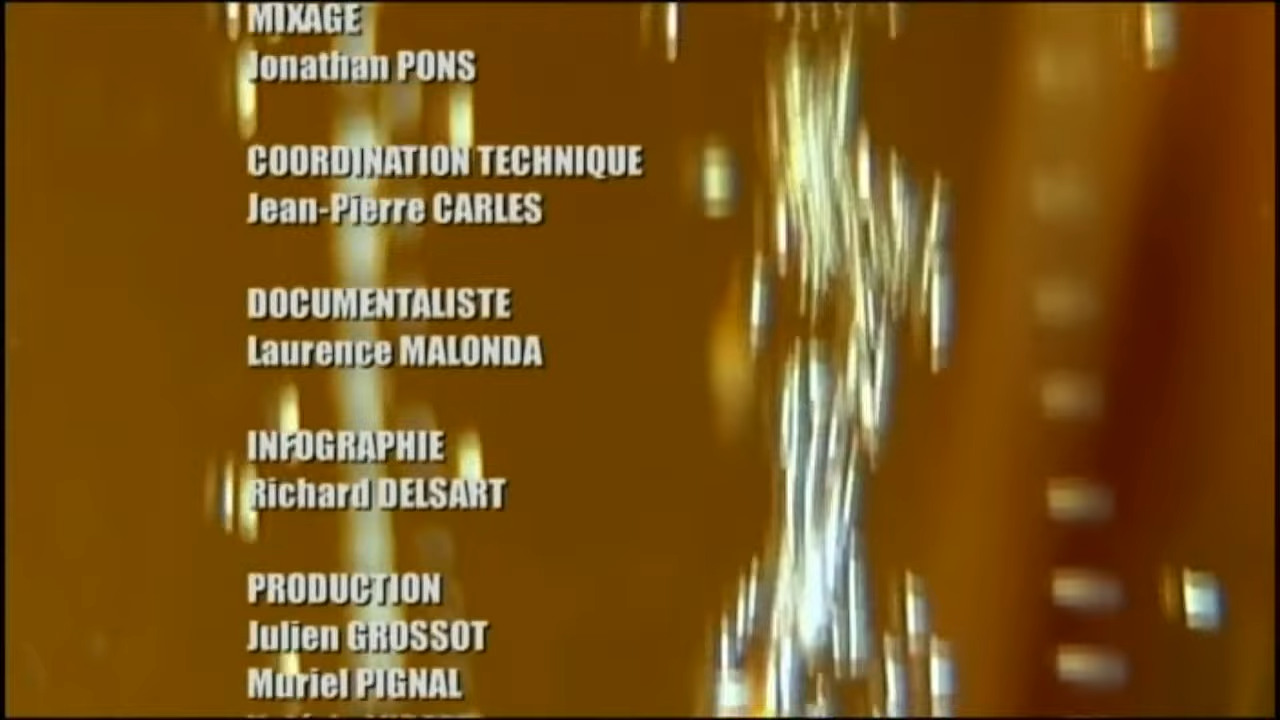 MIXAGE
Jonathan PONS
COORDINATION TECHNIQUE
Jean-Pierre CARLES
DOCUMENTALISTE
Laurence MALONDA
INFOGRAPHIE
Richard DELSART
PRODUCTION
Julien GROSSOT
Muriel PIGNAL